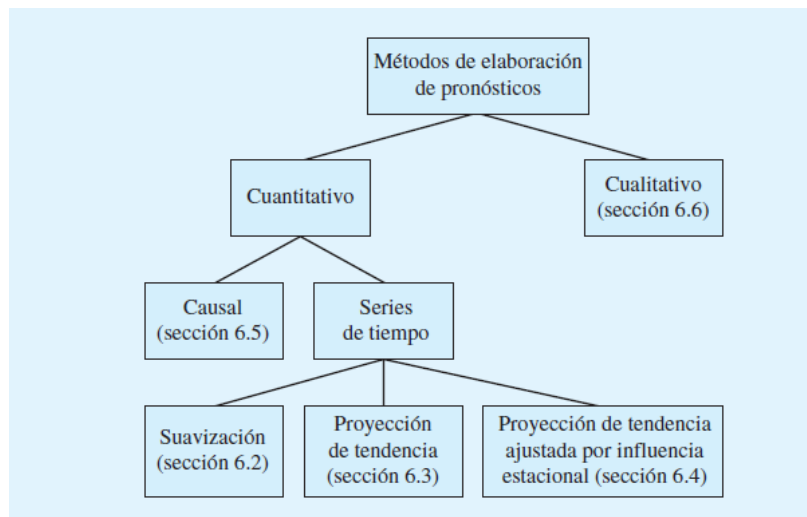 Métodos de elaboración
de pronósticos
Cuantitativo
Cualitativo
(sección 6.6)
Causal
(sección 6.5)
Series
de tiempo
Suavización
(sección 6.2)
Proyección
de tendencia
(sección 6.3)
Proyección de tendencia
ajustada por influencia
estacional (sección 6.4)